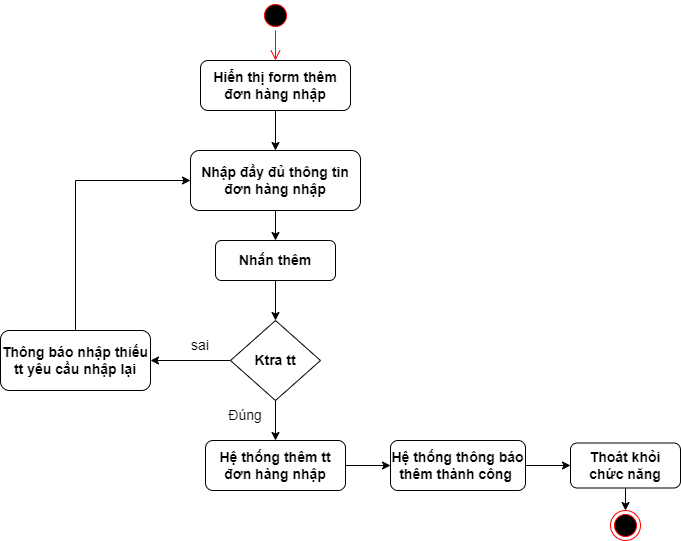 Hiển thị form thêm
đơn hàng nhập
Nhập đầy đủ thông tin
đơn hàng nhập
Nhấn thêm
Ktra tt
sai
Thông báo nhập thiếu
tt yêu cầu nhập lại
Đúng
Hệ thống thêm tt
đơn hàng nhập
Hệ thống thông báo
thêm thành công
Thoát khỏi
chức năng